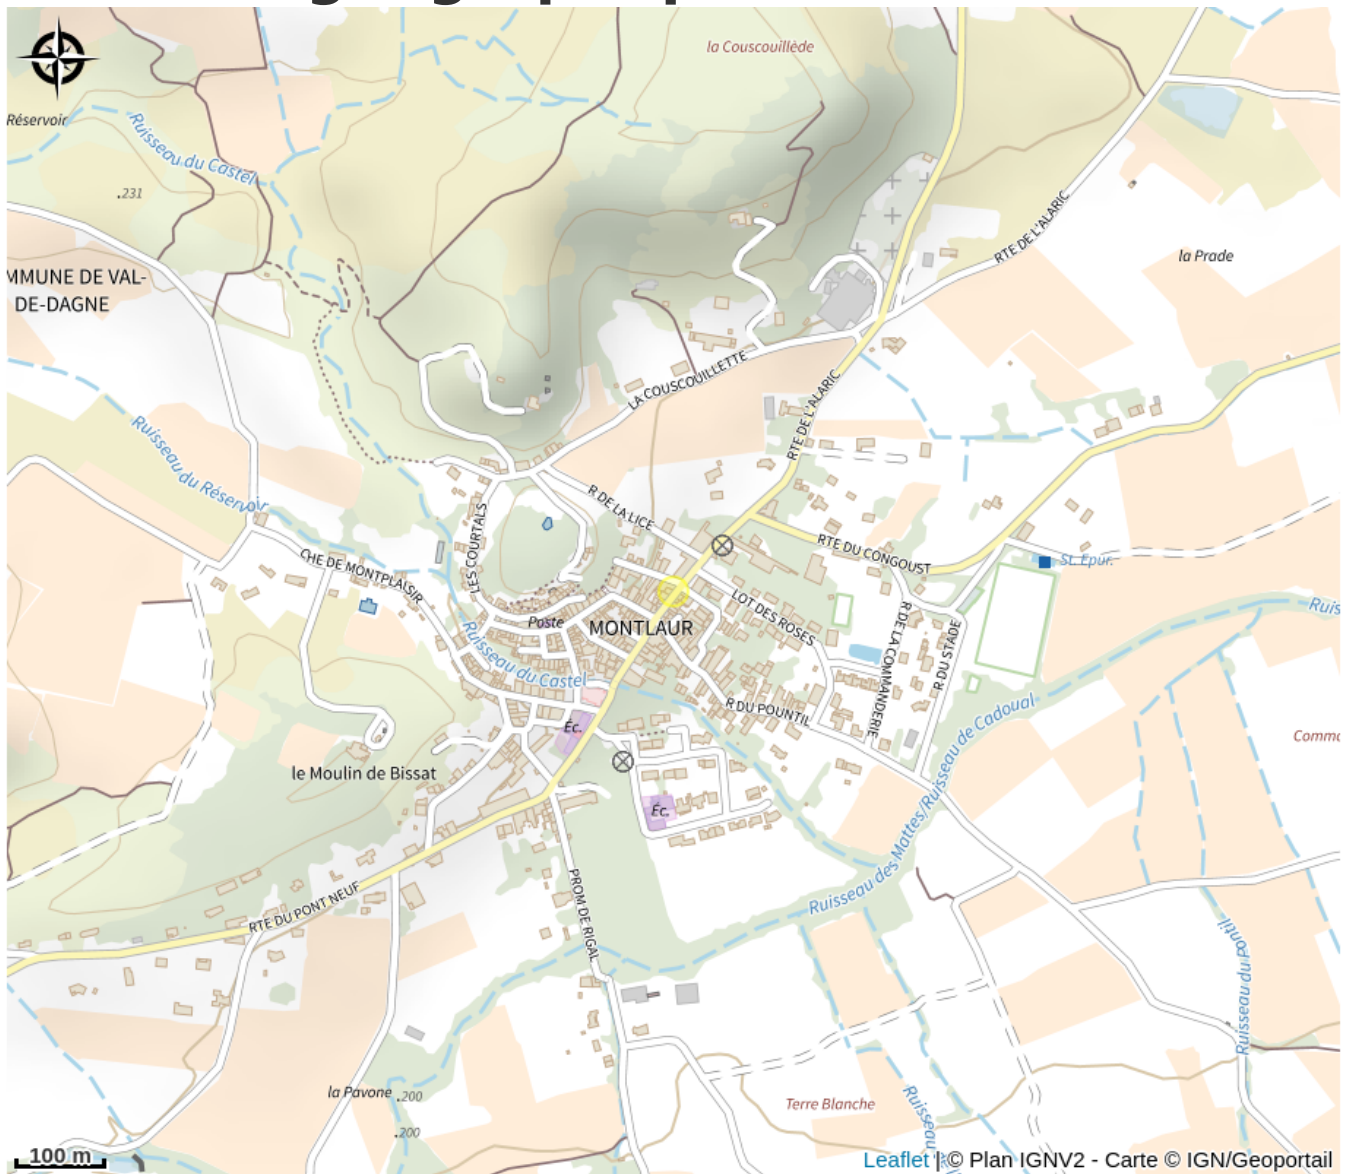 la Couscouillède
Réservoir
Ruisseau du Castel
.231
RTE DE L'ALARIC
la Prade
MMUNE DE VAL-
DE-DAGNE
LA COUSCOUILLETTE
RTE DE L'ALARIC
Ruisseau du Réservoir
R DE LA LICE
LES COURTALS
CHE DE MONTPLAISIR
RTE DU CONGOUST
St. Epur.
LOT DES ROSES
Ruis
Poste
MONTLAUR
R DE LA COMMANDERIE
R DU STADE
Ruisseau du Castel
R DU POUNTIL
Éc.
Ruisseau des Mattes/Ruisseau de Cadoual
Commu
le Moulin de Bissat
Éc.
RTE DU PONT NEUF
PROM DE RIGAL
Ruisseau du Pontil
la Pavone
.200
Terre Blanche
Ruisseau
.200
100 m
Leaflet | © Plan IGNV2 - Carte © IGN/Geoportail